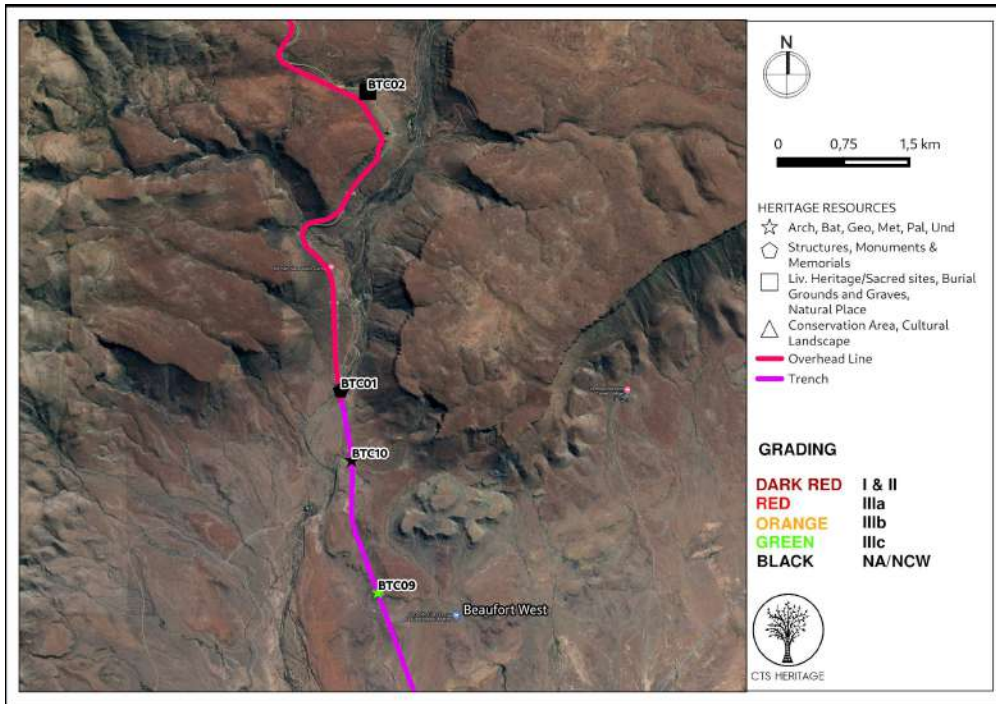 BTC02
BTC01
BTC10
BTC09
Beaufort West
N
0 0,75 1,5 km
HERITAGE RESOURCES
Arch, Bat, Geo, Met, Pal, Und
Structures, Monuments &
Memorials
Liv. Heritage/Sacred sites, Burial
Grounds and Graves,
Natural Place
Conservation Area, Cultural
Landscape
Overhead Line
Trench
GRADING
DARK RED I & II
RED IIIa
ORANGE IIIb
GREEN IIIc
BLACK NA/NCW
CTS HERITAGE